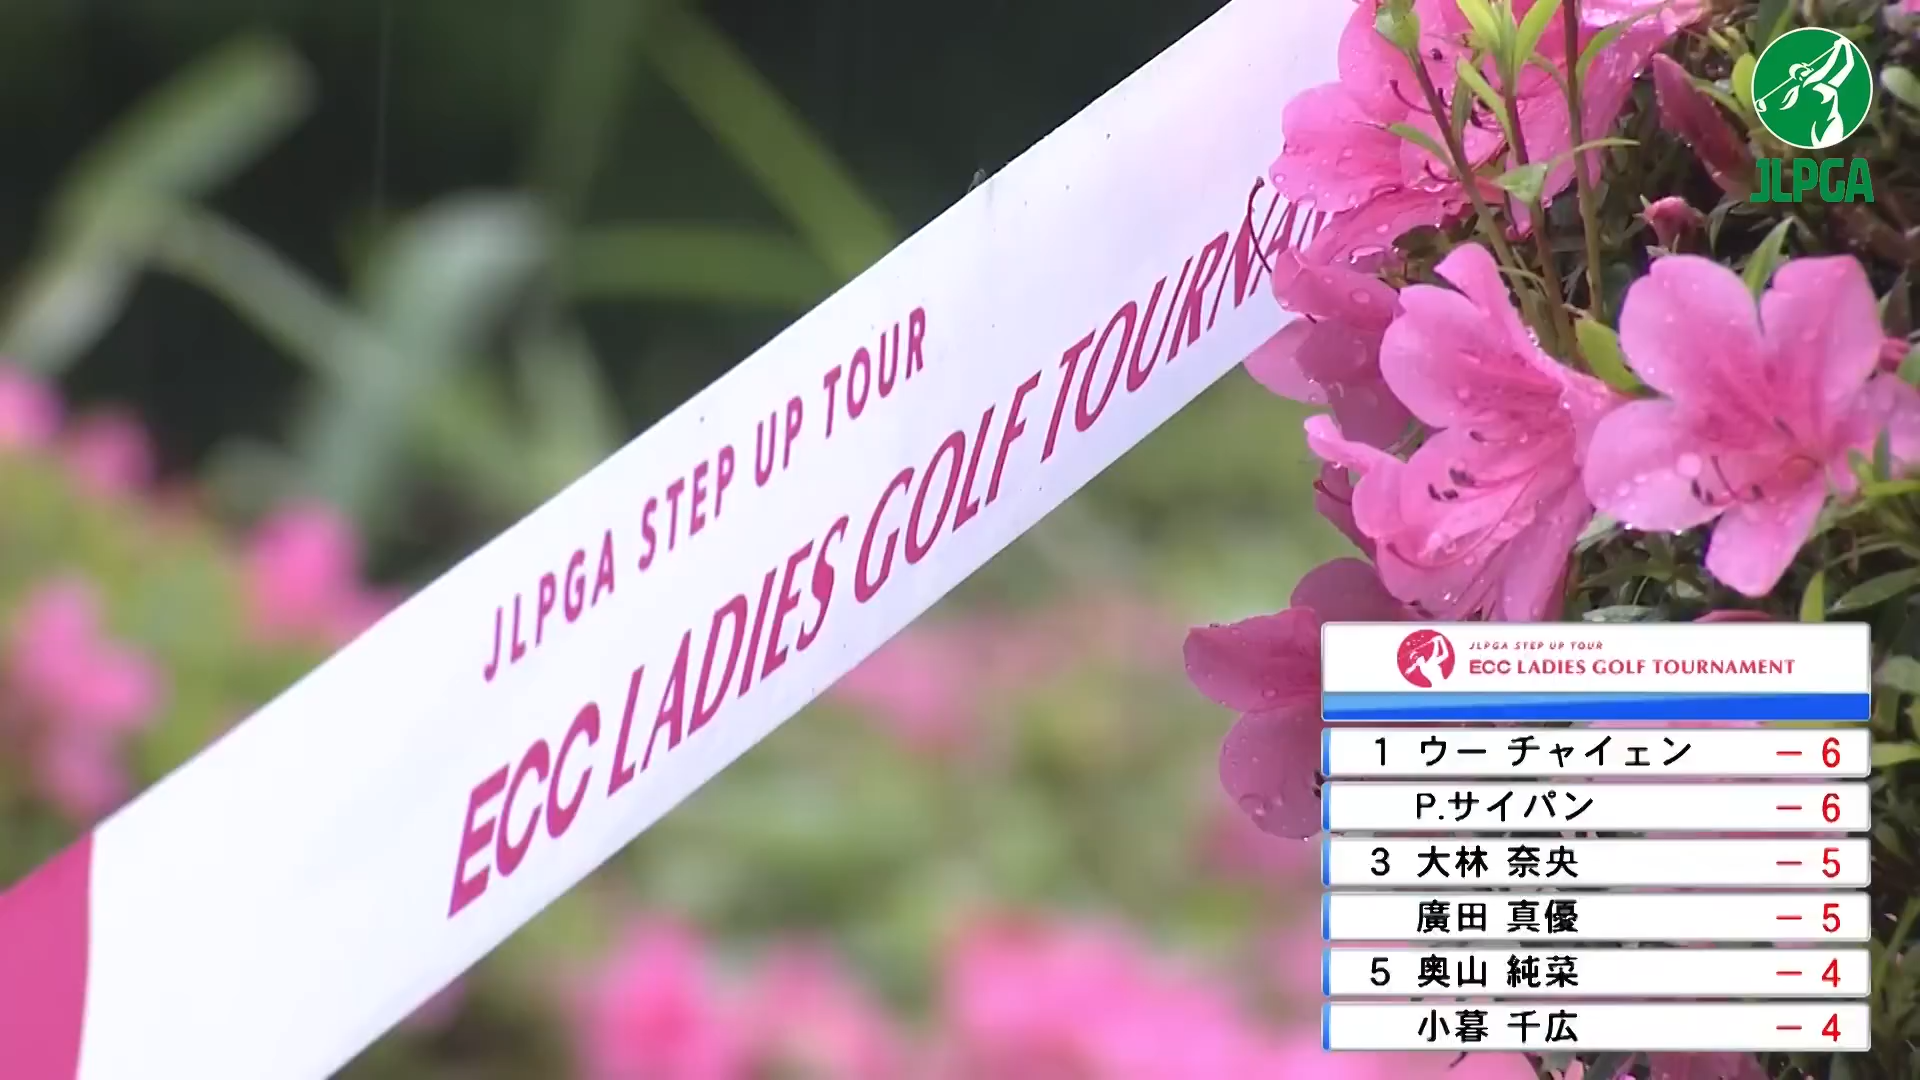 JLPGA
JLPGA STEP UP TOUR
ECC LADIES GOLF
JLPGA STEP UP TOUR
ECC LADIES GOLF TOURNAMENT
1 ウー チャイェン －6
P.サイパン －6
3 大林 奈央 －5
廣田 真優 －5
5 奥山 純菜 －4
小暮 千広 －4